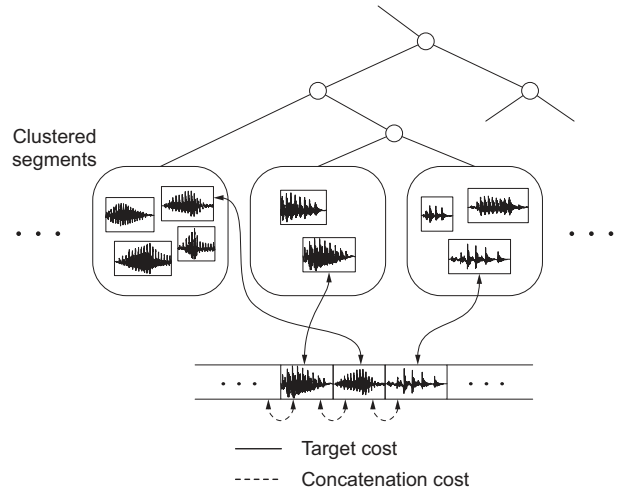 Clustered
segments
. . .
. . .
. . .
. . .
Target cost
Concatenation cost